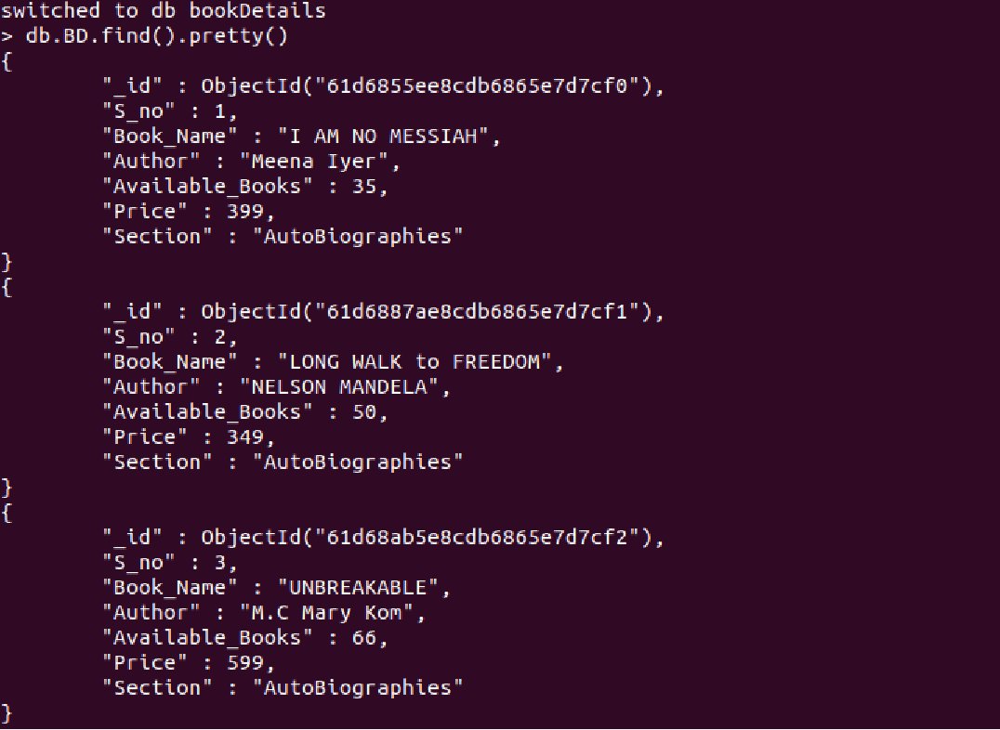 switched to db bookDetails
> db.BD.find().pretty()
{
"_id" : ObjectId("61d6855ee8cdb6865e7d7cf0"),
"S_no" : 1,
"Book_Name" : "I AM NO MESSIAH",
"Author" : "Meena Iyer",
"Available_Books" : 35,
"Price" : 399,
"Section" : "AutoBiographies"
}
{
"_id" : ObjectId("61d6887ae8cdb6865e7d7cf1"),
"S_no" : 2,
"Book_Name" : "LONG WALK to FREEDOM",
"Author" : "NELSON MANDELA",
"Available_Books" : 50,
"Price" : 349,
"Section" : "AutoBiographies"
}
{
"_id" : ObjectId("61d68ab5e8cdb6865e7d7cf2"),
"S_no" : 3,
"Book_Name" : "UNBREAKABLE",
"Author" : "M.C Mary Kom",
"Available_Books" : 66,
"Price" : 599,
"Section" : "AutoBiographies"
}